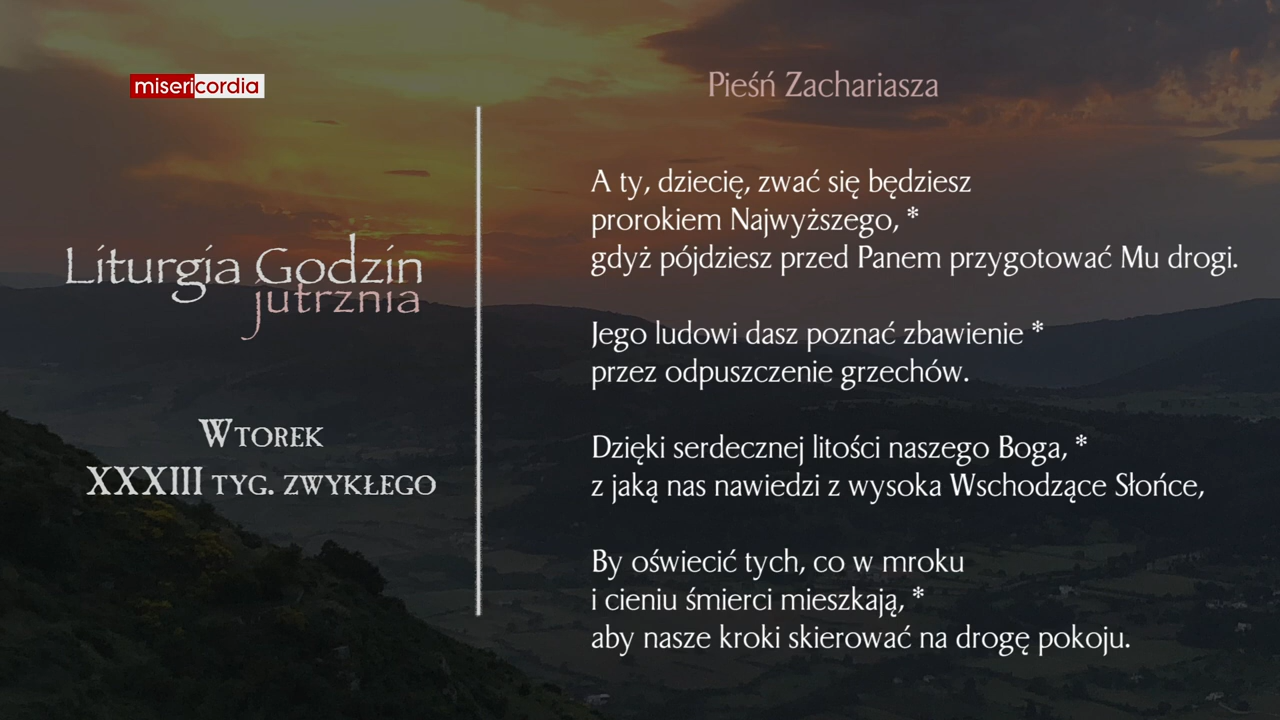 misericordia
Liturgia Godzin
jutrznia
Wtorek
XXXIII tyg. zwykłego
Pieśń Zachariasza
A ty, dziecię, zwać się będziesz
prorokiem Najwyższego, *
gdyż pójdziesz przed Panem przygotować Mu drogi.
Jego ludowi dasz poznać zbawienie *
przez odpuszczenie grzechów.
Dzięki serdecznej litości naszego Boga, *
z jaką nas nawiedzi z wysoka Wschodzące Słońce,
By oświecić tych, co w mroku
i cieniu śmierci mieszkają, *
aby nasze kroki skierować na drogę pokoju.